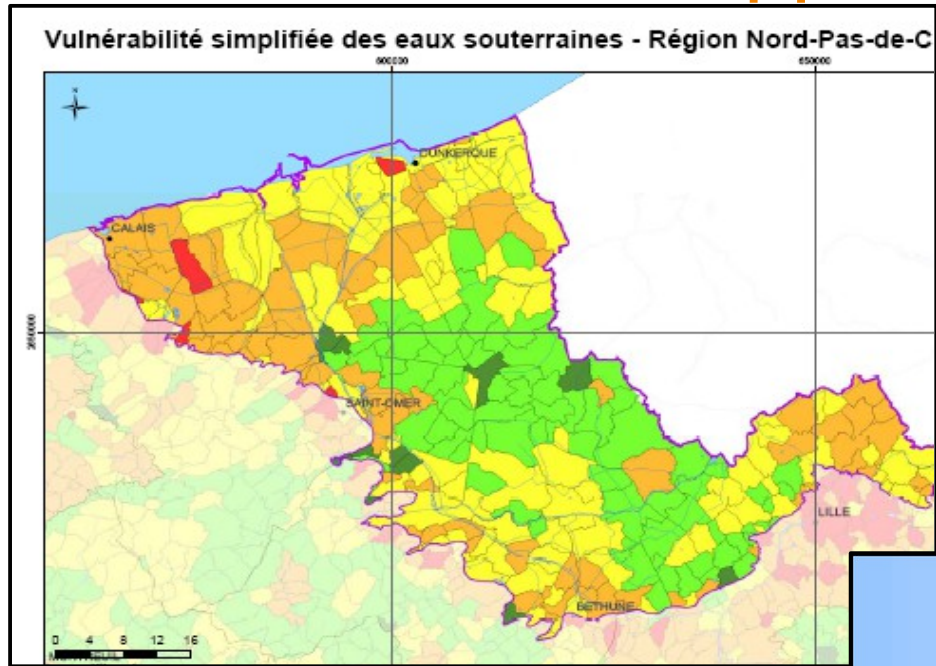 Vulnérabilité simplifiée des eaux souterraines - Région Nord-Pas-de-C
600000
650000
N
DUNKERQUE
CALAIS
2650000
SAINT-OMER
LILLE
BETHUNE
0 4 8 12 16